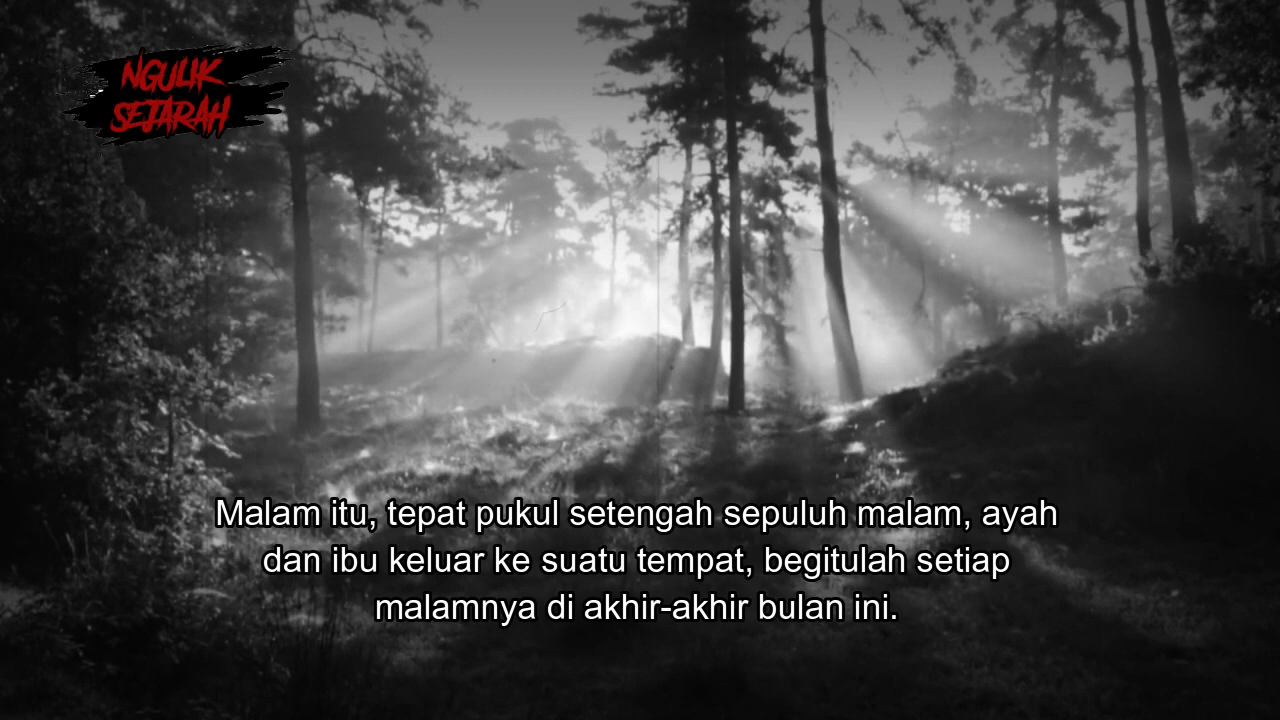 NGULIK
SEJARAH
Malam itu, tepat pukul setengah sepuluh malam, ayah
dan ibu keluar ke suatu tempat, begitulah setiap
malamnya di akhir-akhir bulan ini.